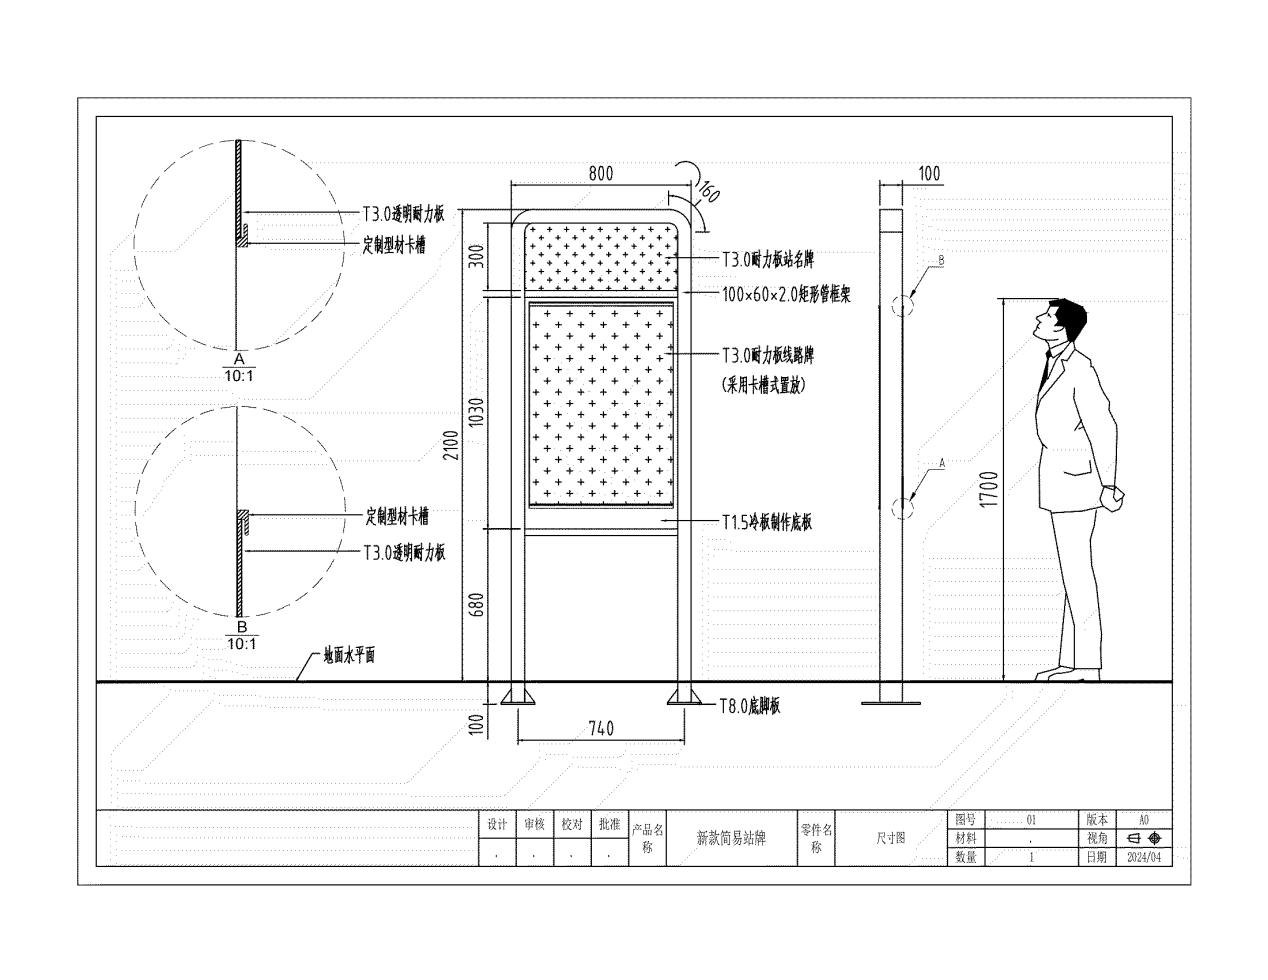 800
160
100
T3.0透明耐力板
定制型材卡槽
300
T3.0耐力板站名牌
B
100×60×2.0矩形管框架
T3.0耐力板线路牌
(采用卡槽式置放)
A
10:1
1030
2100
A
1700
定制型材卡槽
T1.5冷板制作底板
T3.0透明耐力板
680
B
10:1
地面水平面
T8.0底脚板
100
740
设计 审核 校对 批准 产品名称 新款简易站牌 零件名称 尺寸图 图号 01 版本 A0
材料 . 视角
. . . . 数量 1 日期 2024/04